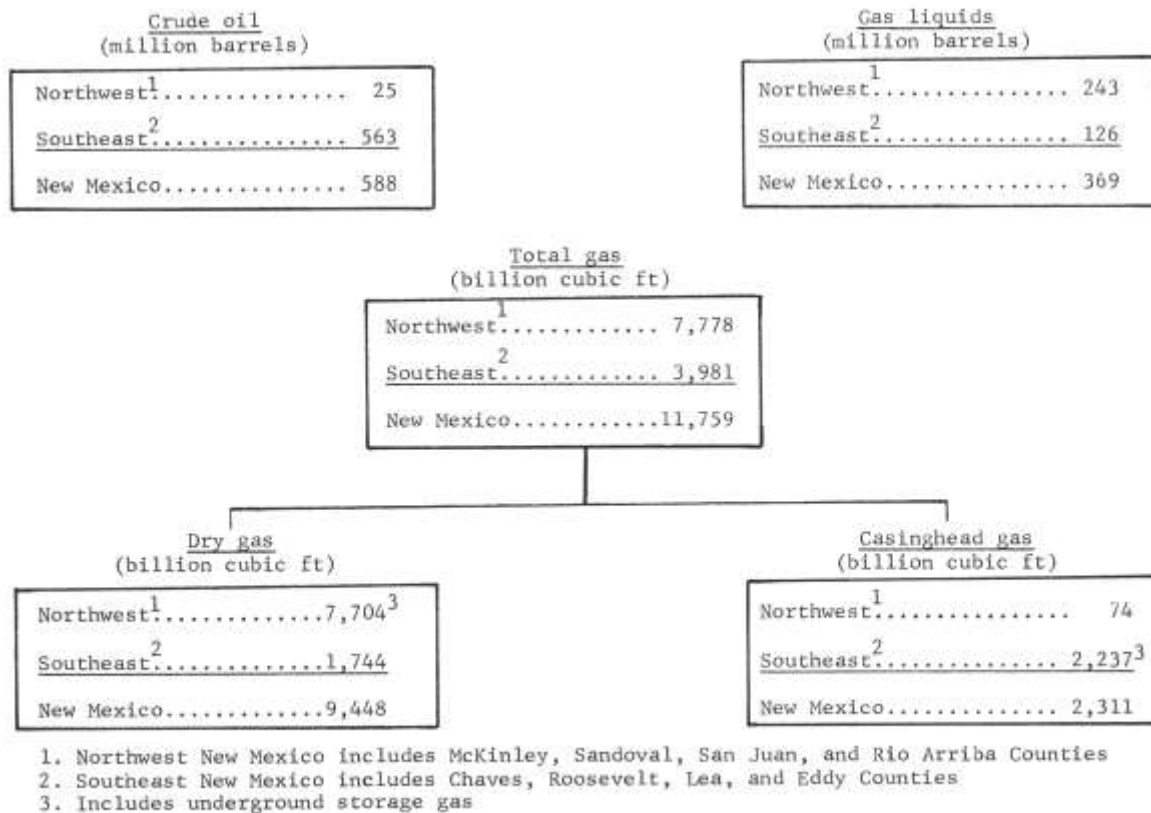 Crude oil
(million barrels)
Northwest1............... 25
Southeast2............... 563
New Mexico............... 588
Gas liquids
(million barrels)
Northwest1................ 243
Southeast2................ 126
New Mexico................ 369
Total gas
(billion cubic ft)
Northwest1............. 7,778
Southeast2............. 3,981
New Mexico............11,759
Dry gas
(billion cubic ft)
Northwest1.............7,7043
Southeast2.............1,744
New Mexico.............9,448
Casinghead gas
(billion cubic ft)
Northwest1............... 74
Southeast2............... 2,2373
New Mexico.............. 2,311
1. Northwest New Mexico includes McKinley, Sandoval, San Juan, and Rio Arriba Counties
2. Southeast New Mexico includes Chaves, Roosevelt, Lea, and Eddy Counties
3. Includes underground storage gas